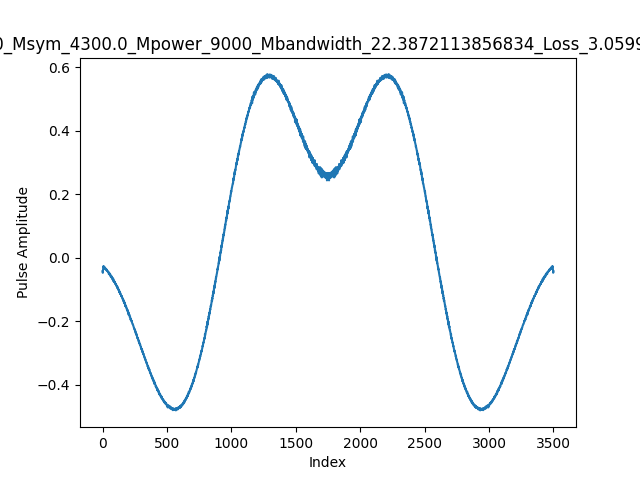 0_Msym_4300.0_Mpower_9000_Mbandwidth_22.3872113856834_Loss_3.0599
0.6
0.4
0.2
0.0
−0.2
−0.4
Pulse Amplitude
0 500 1000 1500 2000 2500 3000 3500
Index